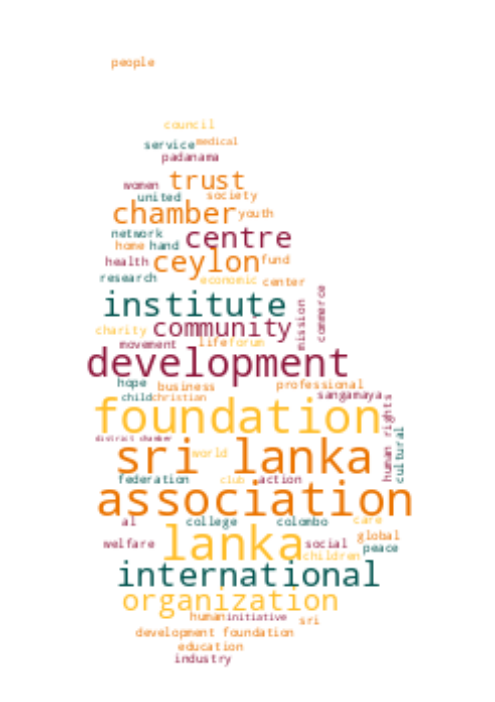 people
council
service medical
padanama
women trust
united society
chamber youth
network centre
home hand
health ceylon fund
research economic center
institute mission commerce
charity community
movement life forum
development
hope business professional
child christian sangamaya
foundation human rights
district chamber cultural
sri lanka world
federation club action
association
al college colombo care
welfare lanka social global
children peace
international
organization
human initiative sri
development foundation
education
industry